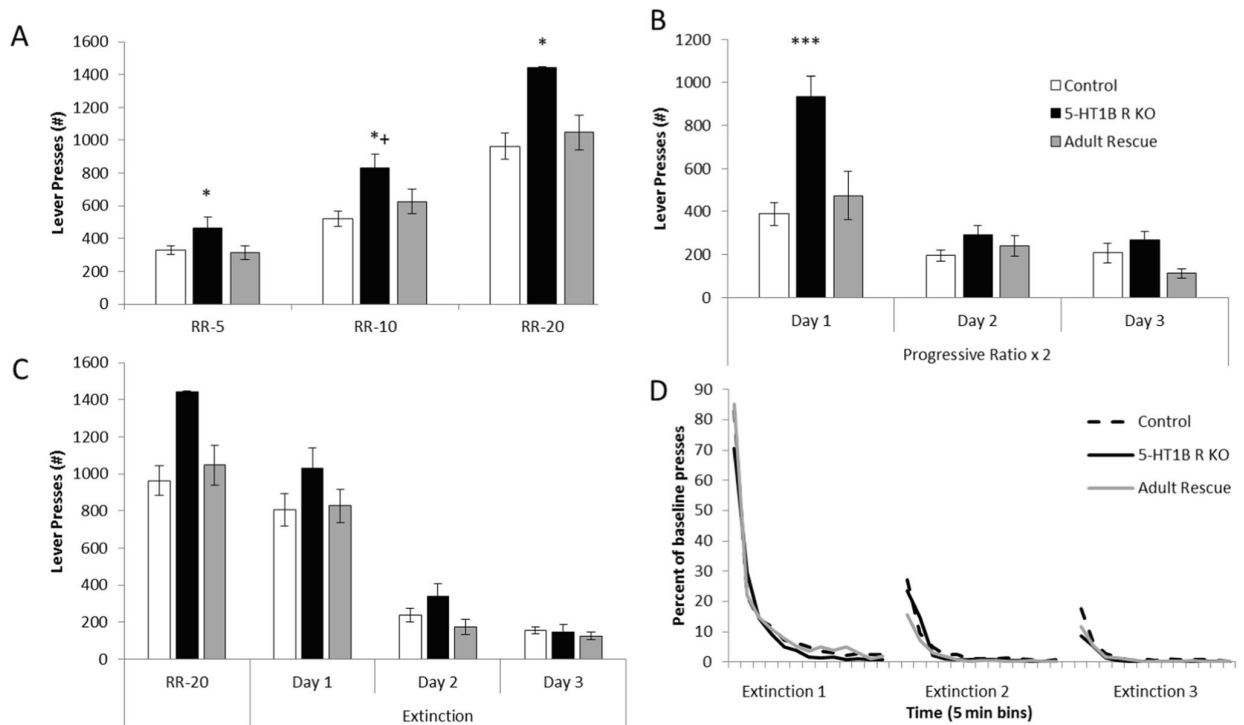 A
Lever Presses (#)
1600
1400
1200
1000
800
600
400
200
0
*
*+
*
RR-5
RR-10
RR-20
B
Lever Presses (#)
1200
1000
800
600
400
200
0
***
Control
5-HT1B R KO
Adult Rescue
Day 1
Day 2
Day 3
Progressive Ratio x 2
C
Lever Presses (#)
1600
1400
1200
1000
800
600
400
200
0
RR-20
Day 1
Day 2
Day 3
Extinction
D
Percent of baseline presses
90
80
70
60
50
40
30
20
10
0
Control
5-HT1B R KO
Adult Rescue
Extinction 1
Extinction 2
Extinction 3
Time (5 min bins)